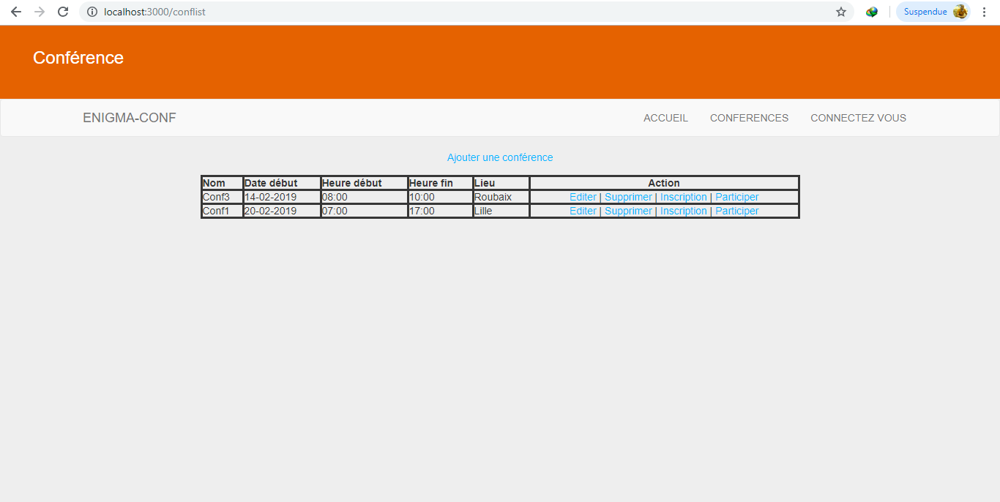 localhost:3000/conflist
Suspendue
Conférence
ENIGMA-CONF ACCUEIL CONFERENCES CONNECTEZ VOUS
Ajouter une conférence
Nom Date début Heure début Heure fin Lieu Action
Conf3 14-02-2019 08:00 10:00 Roubaix Editer | Supprimer | Inscription | Participer
Conf1 20-02-2019 07:00 17:00 Lille Editer | Supprimer | Inscription | Participer